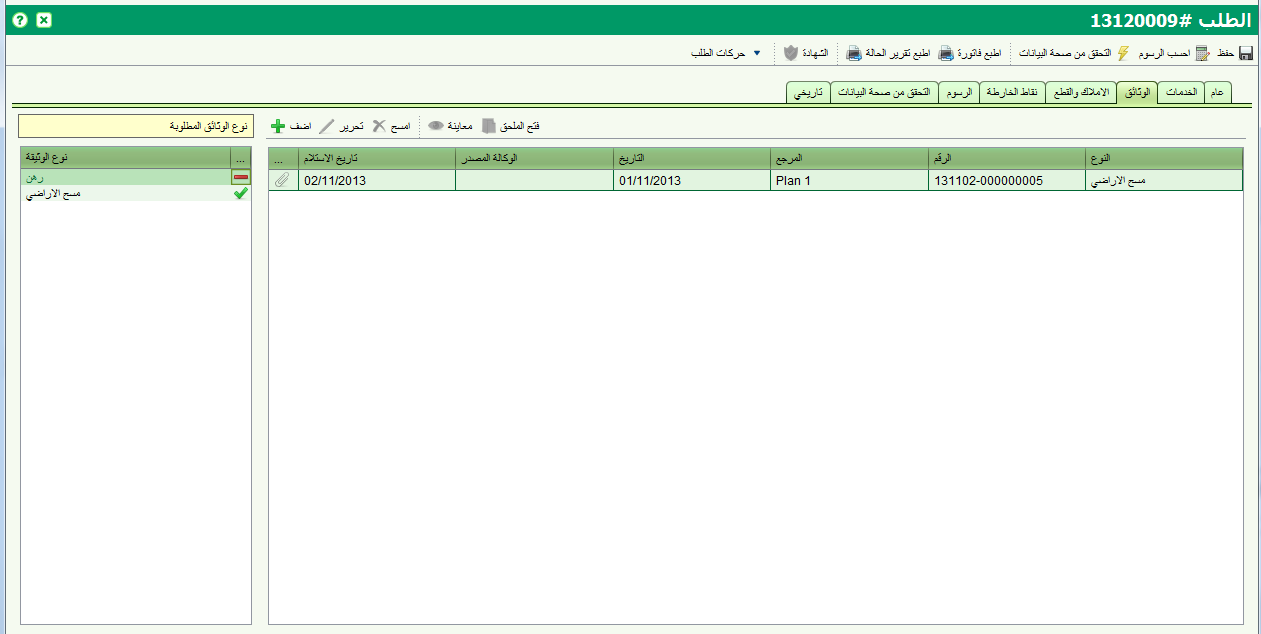 الطلب #13120009
حفظ احسب الرسوم التحقق من صحة البيانات اطبع فاتورة اطبع تقرير الحالة الشهادة حركات الطلب
عام الخدمات الوثائق الاملاك والقطع نقاط الخارطة الرسوم التحقق من صحة البيانات تاريخي
فتح الملحق معاينة امسح تحرير اضف
النوع الرقم المرجع التاريخ الوكالة المصدر تاريخ الاستلام ...
مسح الاراضي 131102-000000005 Plan 1 01/11/2013 02/11/2013
نوع الوثائق المطلوبة
... نوع الوثيقة
رهن
مسح الاراضي